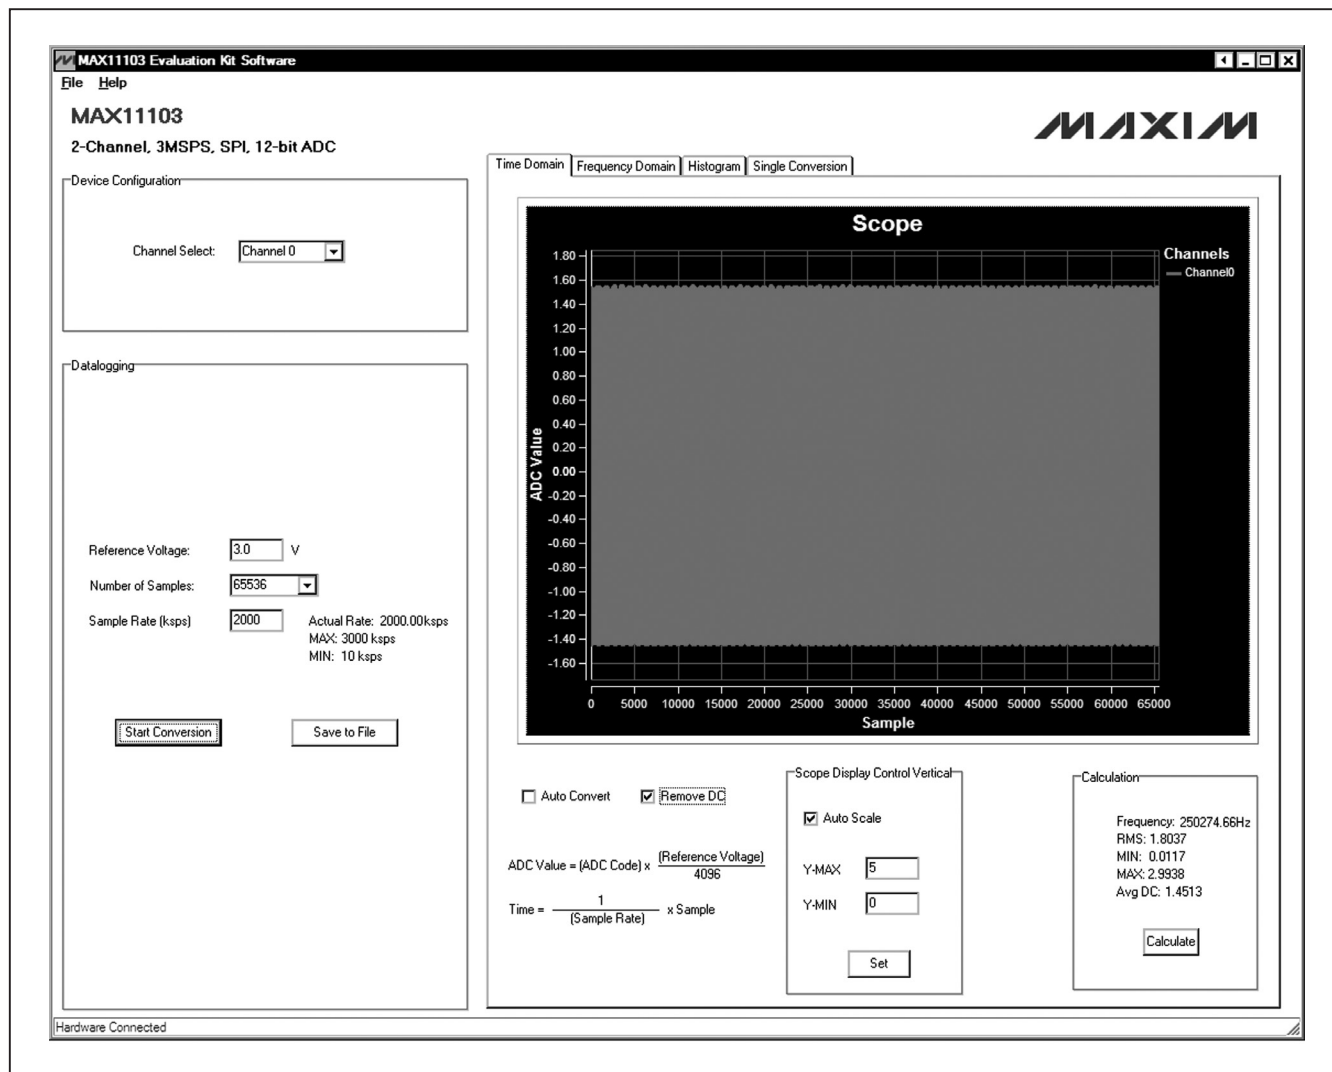 MAX11103 Evaluation Kit Software
File Help
MAX11103
2-Channel, 3MSPS, SPI, 12-bit ADC
MAXIM
Device Configuration
Channel Select: Channel 0
Datalogging
Reference Voltage: 3.0 V
Number of Samples: 65536
Sample Rate (ksps) 2000 Actual Rate: 2000.00ksps
MAX: 3000 ksps
MIN: 10 ksps
Start Conversion Save to File
Time Domain Frequency Domain Histogram Single Conversion
Scope
Channels
Channel0
ADC Value
1.80
1.60
1.40
1.20
1.00
0.80
0.60
0.40
0.20
0.00
-0.20
-0.40
-0.60
-0.80
-1.00
-1.20
-1.40
-1.60
0 5000 10000 15000 20000 25000 30000 35000 40000 45000 50000 55000 60000 65000
Sample
Auto Convert Remove DC
ADC Value = (ADC Code) x (Reference Voltage)
4096
Time = 1 x Sample
(Sample Rate)
Scope Display Control Vertical
Auto Scale
Y-MAX 5
Y-MIN 0
Set
Calculation
Frequency: 250274.66Hz
RMS: 1.8037
MIN: 0.0117
MAX: 2.9938
Avg DC: 1.4513
Calculate
Hardware Connected